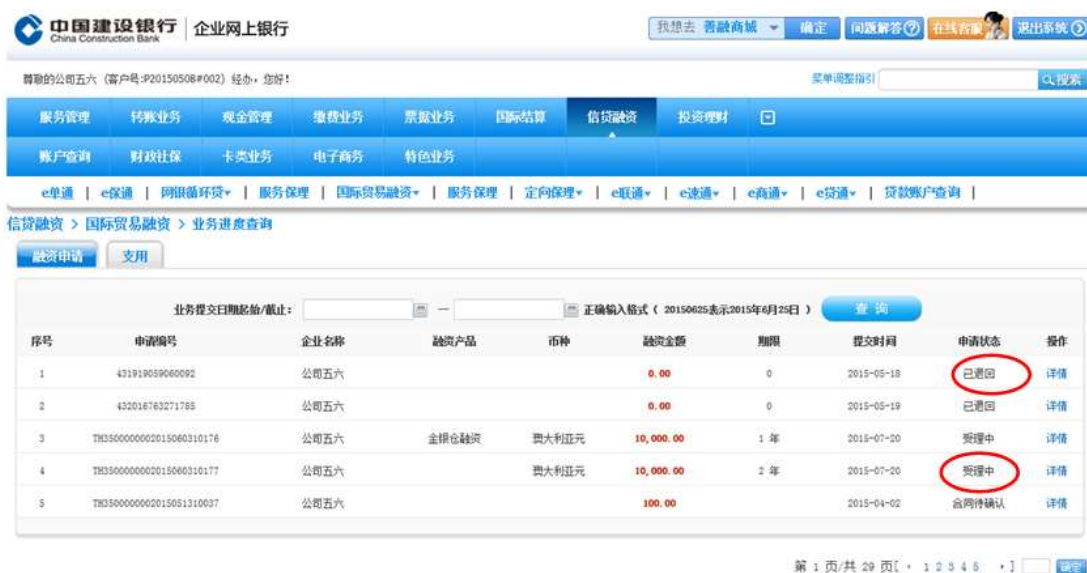 中国建设银行 企业网上银行
China Construction Bank
我想去 善融商城 确定 问题解答? 在线客服 退出系统
尊敬的公司五六 (客户号:P20150508#002) 经办,您好!
菜单调整指引 搜索
服务管理 转账业务 现金管理 缴费业务 票据业务 国际结算 信贷融资 投资理财
账户查询 财政社保 卡类业务 电子商务 特色业务
e单通 | e保通 | 网银循环贷 | 服务保理 | 国际贸易融资 | 服务保理 | 定向保理 | e联通 | e速通 | e商通 | e贷通 | 贷款账户查询 |
信贷融资 > 国际贸易融资 > 业务进度查询
融资申请 支用
业务提交日期起始/截止: — 正确输入格式 ( 20150625表示2015年6月25日 ) 查 询
序号 申请编号 企业名称 融资产品 币种 融资金额 期限 提交时间 申请状态 操作
1 431919059060092 公司五六 0.00 0 2015-05-18 已退回 详情
2 432016763271785 公司五六 0.00 0 2015-05-19 已退回 详情
3 TH3500000002015060310176 公司五六 金银仓融资 澳大利亚元 10,000.00 1 年 2015-07-20 受理中 详情
4 TH3500000002015060310177 公司五六 澳大利亚元 10,000.00 2 年 2015-07-20 受理中 详情
5 TH3500000002015051310037 公司五六 100.00 2015-04-02 合同待确认 详情
第 1 页/共 29 页[ 1 2 3 4 5 ] 确定